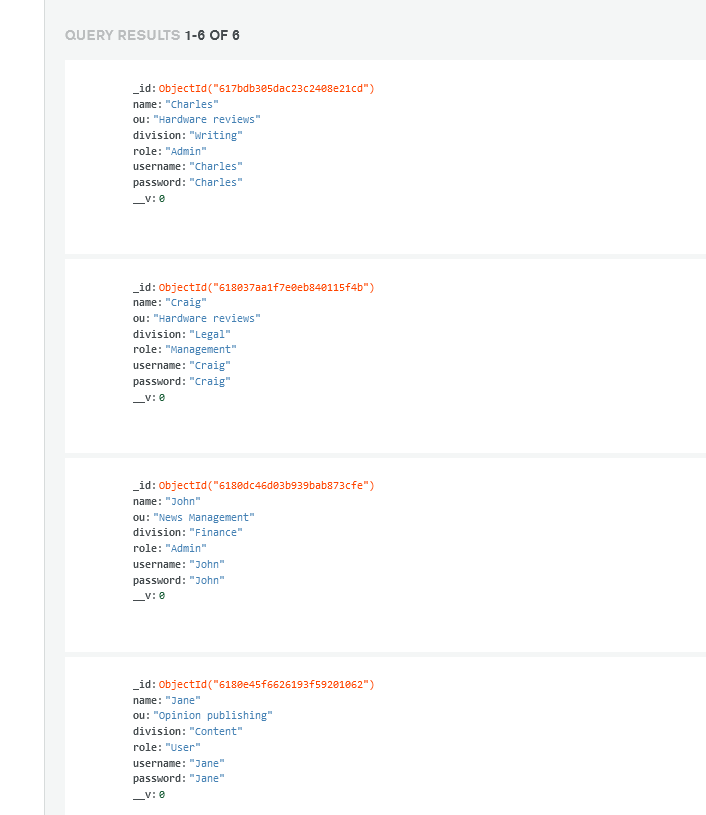 QUERY RESULTS 1-6 OF 6
_id: ObjectId("617bdb305dac23c2408e21cd")
name: "Charles"
ou: "Hardware reviews"
division: "Writing"
role: "Admin"
username: "Charles"
password: "Charles"
__v: 0
_id: ObjectId("618037aa1f7e0eb840115f4b")
name: "Craig"
ou: "Hardware reviews"
division: "Legal"
role: "Management"
username: "Craig"
password: "Craig"
__v: 0
_id: ObjectId("6180dc46d03b939bab873cfe")
name: "John"
ou: "News Management"
division: "Finance"
role: "Admin"
username: "John"
password: "John"
__v: 0
_id: ObjectId("6180e45f6626193f59201062")
name: "Jane"
ou: "Opinion publishing"
division: "Content"
role: "User"
username: "Jane"
password: "Jane"
__v: 0